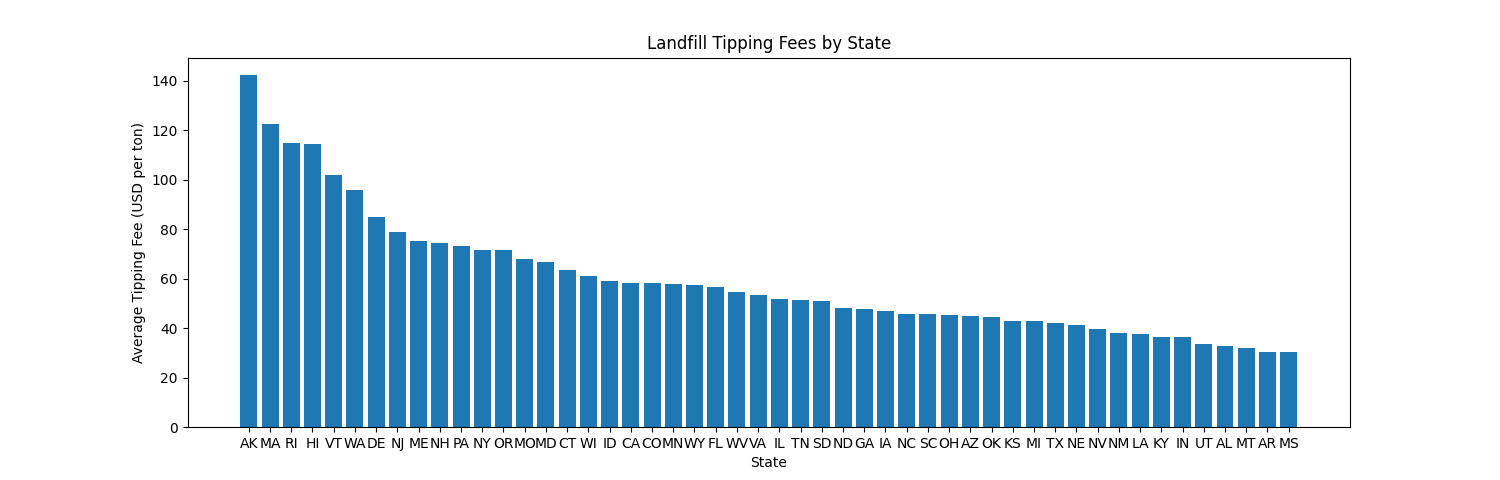 Landfill Tipping Fees by State
Average Tipping Fee (USD per ton)
140
120
100
80
60
40
20
0
AK MA RI HI VT WA DE NJ ME NH PA NY OR MO MD CT WI ID CA CO MN WY FL WV VA IL TN SD ND GA IA NC SC OH AZ OK KS MI TX NE NV NM LA KY IN UT AL MT AR MS
State